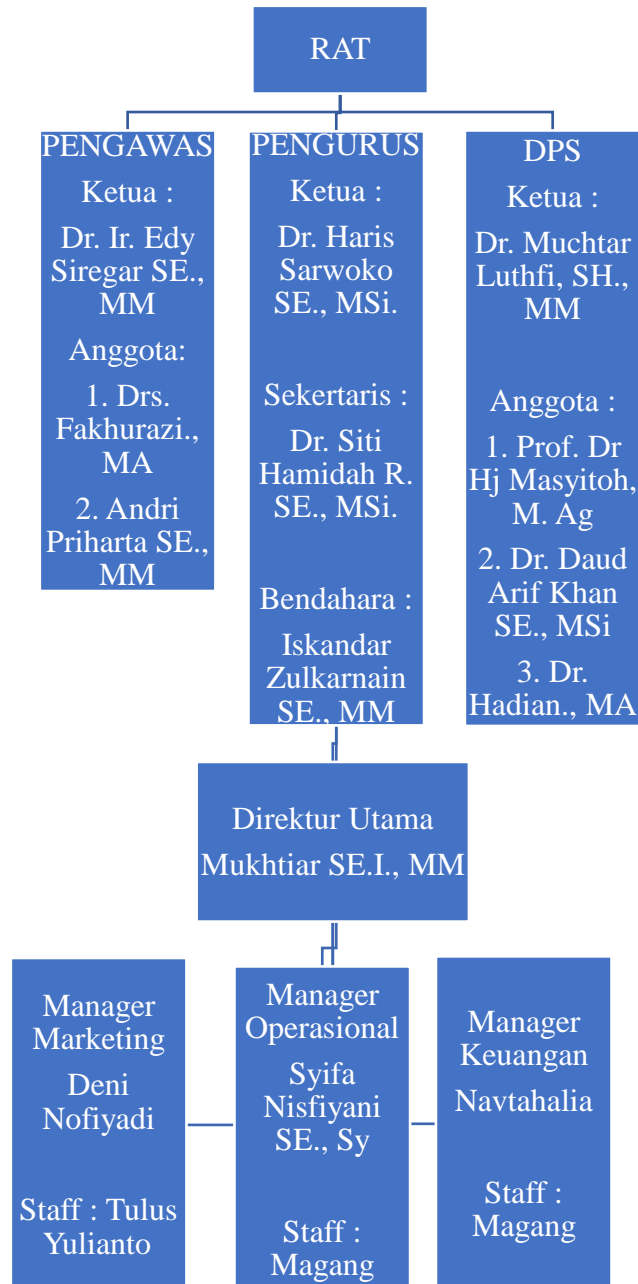 RAT
PENGAWAS
Ketua :
Dr. Ir. Edy
Siregar SE.,
MM
Anggota:
1. Drs.
Fakhurazi.,
MA
2. Andri
Priharta SE.,
MM
PENGURUS
Ketua :
Dr. Haris
Sarwoko
SE., MSi.
Sekertaris :
Dr. Siti
Hamidah R.
SE., MSi.
Bendahara :
Iskandar
Zulkarnain
SE., MM
DPS
Ketua :
Dr. Muchtar
Luthfi, SH.,
MM
Anggota :
1. Prof. Dr
Hj Masyitoh,
M. Ag
2. Dr. Daud
Arif Khan
SE., MSi
3. Dr.
Hadian., MA
Direktur Utama
Mukhtiar SE.I., MM
Manager
Marketing
Deni
Nofiyadi
Staff : Tulus
Yulianto
Manager
Operasional
Syifa
Nisfiyani
SE., Sy
Staff :
Magang
Manager
Keuangan
Navtahalia
Staff :
Magang